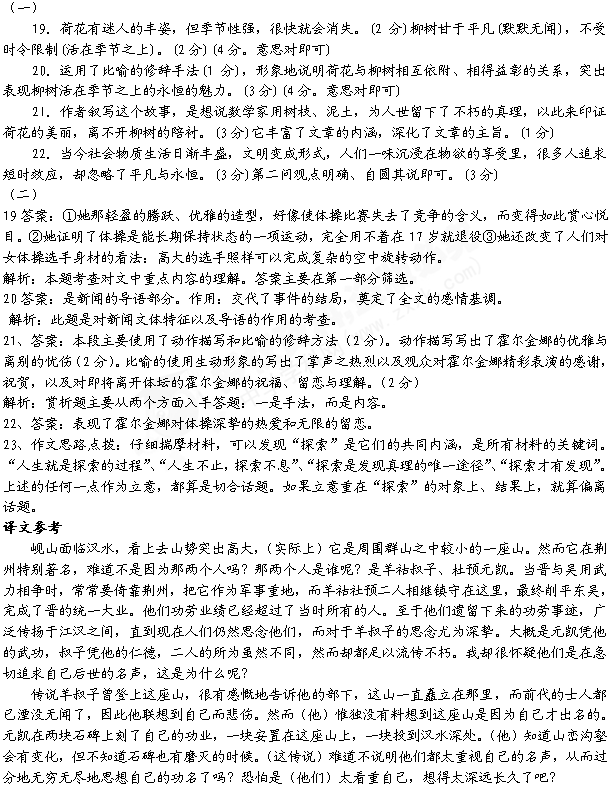 (一)
19．荷花有迷人的丰姿，但季节性强，很快就会消失。(2 分)柳树甘于平凡(默默无闻)，不受
时令限制(活在季节之上)。(2分)(4分。意思对即可)
20．运用了比喻的修辞手法(1 分)，形象地说明荷花与柳树相互依附、相得益彰的关系，突出
表现柳树活在季节之上的永恒的魅力。(3分)(4分。意思对即可)
21．作者叙写这个故事，是想说数学家用树枝、泥土，为人世留下了不朽的真理，以此来印证
荷花的美丽，离不开柳树的陪衬。(3分)它丰富了文章的内涵，深化了文章的主旨。(1分)
22．当今社会物质生活日渐丰盛，文明变成形式，人们一味沉浸在物欲的享受里，很多人追求
短时效应，却忽略了平凡与永恒。(3分)第二问观点明确、自圆其说即可。(3分)
(二)
19答案：①她那轻盈的腾跃、优雅的造型，好像使体操比赛失去了竞争的含义，而变得如此赏心悦
目。②她证明了体操是能长期保持状态的一项运动，完全用不着在17岁就退役③她还改变了人们对
女体操选手身材的看法：高大的选手照样可以完成复杂的空中旋转动作。
解析：本题考查对文中重点内容的理解。答案主要在第一部分筛选。
20答案：是新闻的导语部分。作用：交代了事件的结局，奠定了全文的感情基调。
解析：此题是对新闻文体特征以及导语的作用的考查。
21、答案：本段主要使用了动作描写和比喻的修辞方法（2分）。动作描写写出了霍尔金娜的优雅与
离别的忧伤(2分)。比喻的使用生动形象的写出了掌声之热烈以及观众对霍尔金娜精彩表演的感谢，
祝贺，以及对即将离开体坛的霍尔金娜的祝福、留恋与理解。（2分）
解析：赏析题主要从两个方面入手答题：一是手法，而是内容。
22、答案：表现了霍尔金娜对体操深挚的热爱和无限的留恋。
23、作文思路点拨：仔细揣摩材料，可以发现“探索”是它们的共同内涵，是所有材料的关键词。
“人生就是探索的过程”、“人生不止，探索不息”、“探索是发现真理的唯一途径”、“探索才有发现”。
上述的任何一点作为立意，都算是切合话题。如果立意重在“探索”的对象上、结果上，就算偏离
话题。
译文参考
岘山面临汉水，看上去山势突出高大，（实际上）它是周围群山之中较小的一座山。然而它在荆
州特别著名，难道不是因为那两个人吗？那两个人是谁呢？是羊祜叔子、杜预元凯。当晋与吴用武
力相争时，常常要倚靠荆州，把它作为军事重地，而羊祜杜预二人相继镇守在这里，最终削平东吴，
完成了晋的统一大业。他们功劳业绩已经超过了当时所有的人。至于他们遗留下来的功劳事迹，广
泛传扬于江汉之间，直到现在人们仍然思念他们，而对于羊叔子的思念尤为深挚。大概是元凯凭他
的武功，叔子凭他的仁德，二人的所为虽然不同，然而却都足以流传不朽。我却很怀疑他们是在急
切追求自己后世的名声，这是为什么呢？
传说羊叔子曾登上这座山，很有感慨地告诉他的部下，这山一直矗立在那里，而前代的士人都
已湮没无闻了，因此他联想到自己而悲伤。然而（他）惟独没有料想到这座山是因为自己才出名的。
元凯在两块石碑上刻了自己的功业，一块安置在这座山上，一块投到汉水深处。（他）知道山峦沟壑
会有变化，但不知道石碑也有磨灭的时候。（这传说）难道不说明他们都太重视自己的名声，从而过
分地无穷无尽地思想自己的功名了吗？恐怕是（他们）太看重自己，想得太深远长久了吧？